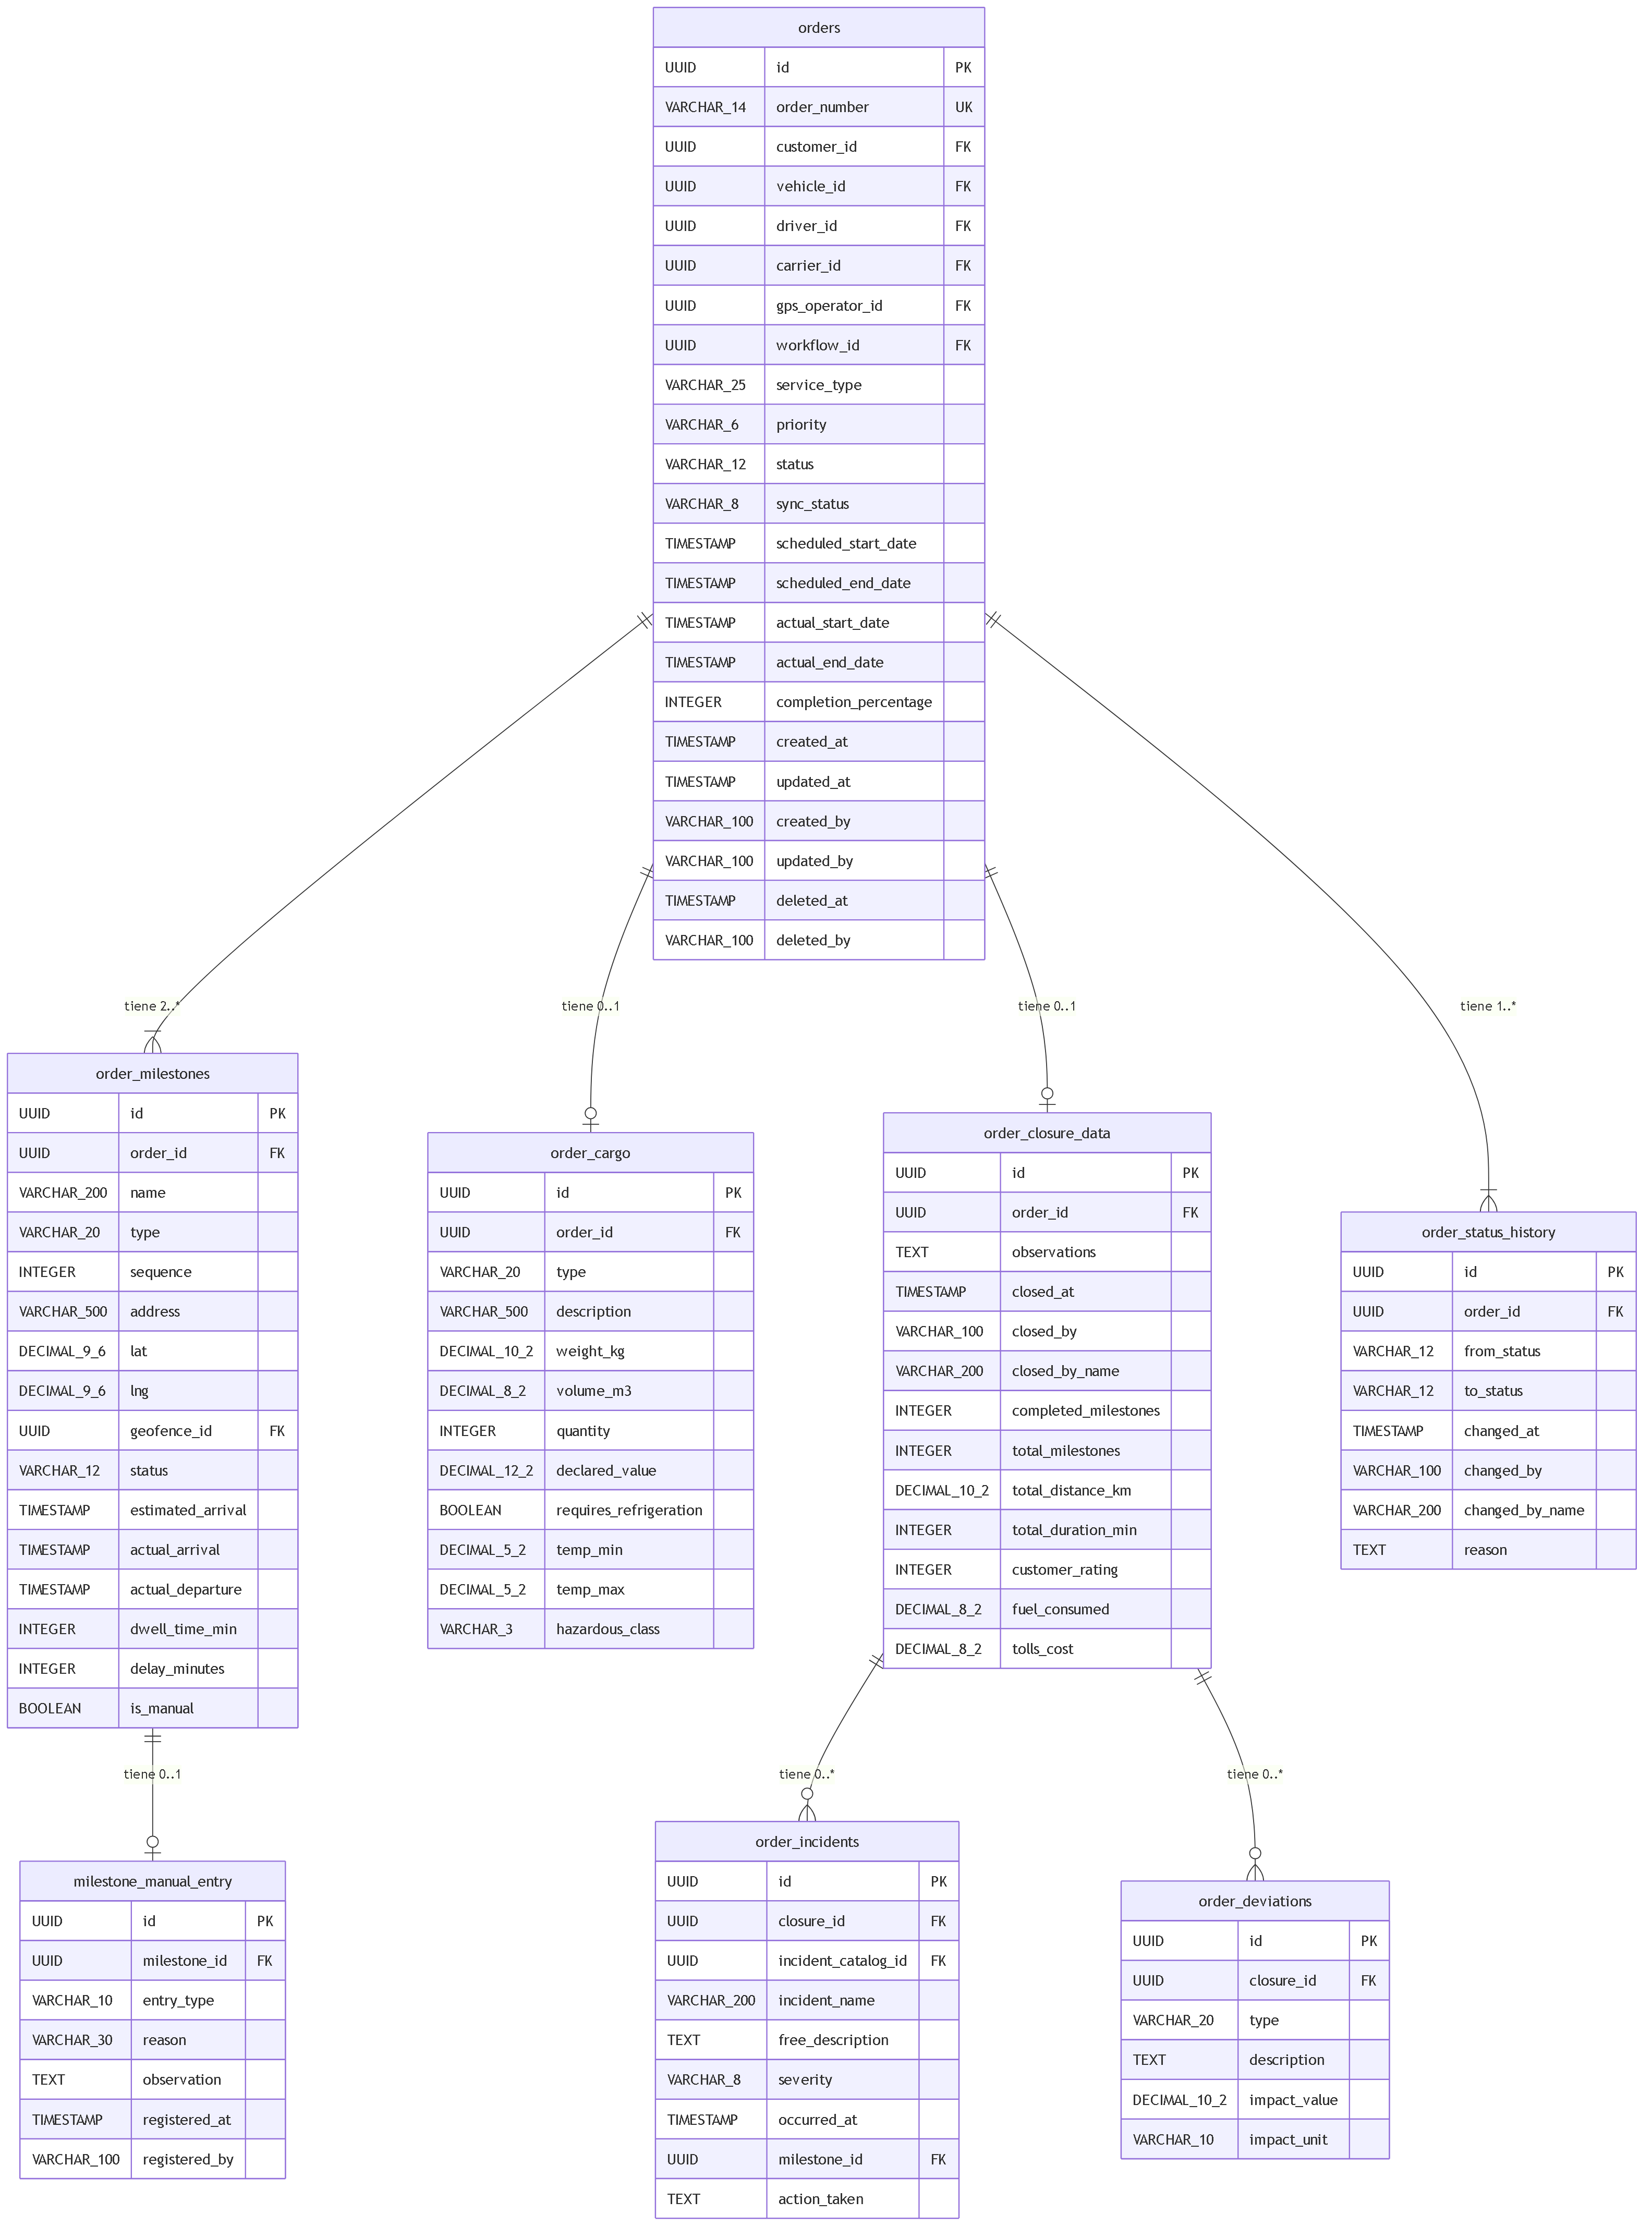 orders
UUID id PK
VARCHAR_14 order_number UK
UUID customer_id FK
UUID vehicle_id FK
UUID driver_id FK
UUID carrier_id FK
UUID gps_operator_id FK
UUID workflow_id FK
VARCHAR_25 service_type
VARCHAR_6 priority
VARCHAR_12 status
VARCHAR_8 sync_status
TIMESTAMP scheduled_start_date
TIMESTAMP scheduled_end_date
TIMESTAMP actual_start_date
TIMESTAMP actual_end_date
INTEGER completion_percentage
TIMESTAMP created_at
TIMESTAMP updated_at
VARCHAR_100 created_by
VARCHAR_100 updated_by
TIMESTAMP deleted_at
VARCHAR_100 deleted_by
tiene 2..*
tiene 0..1
tiene 0..1
tiene 1..*
order_milestones
UUID id PK
UUID order_id FK
VARCHAR_200 name
VARCHAR_20 type
INTEGER sequence
VARCHAR_500 address
DECIMAL_9_6 lat
DECIMAL_9_6 lng
UUID geofence_id FK
VARCHAR_12 status
TIMESTAMP estimated_arrival
TIMESTAMP actual_arrival
TIMESTAMP actual_departure
INTEGER dwell_time_min
INTEGER delay_minutes
BOOLEAN is_manual
order_cargo
UUID id PK
UUID order_id FK
VARCHAR_20 type
VARCHAR_500 description
DECIMAL_10_2 weight_kg
DECIMAL_8_2 volume_m3
INTEGER quantity
DECIMAL_12_2 declared_value
BOOLEAN requires_refrigeration
DECIMAL_5_2 temp_min
DECIMAL_5_2 temp_max
VARCHAR_3 hazardous_class
order_closure_data
UUID id PK
UUID order_id FK
TEXT observations
TIMESTAMP closed_at
VARCHAR_100 closed_by
VARCHAR_200 closed_by_name
INTEGER completed_milestones
INTEGER total_milestones
DECIMAL_10_2 total_distance_km
INTEGER total_duration_min
INTEGER customer_rating
DECIMAL_8_2 fuel_consumed
DECIMAL_8_2 tolls_cost
order_status_history
UUID id PK
UUID order_id FK
VARCHAR_12 from_status
VARCHAR_12 to_status
TIMESTAMP changed_at
VARCHAR_100 changed_by
VARCHAR_200 changed_by_name
TEXT reason
tiene 0..1
tiene 0..*
tiene 0..*
milestone_manual_entry
UUID id PK
UUID milestone_id FK
VARCHAR_10 entry_type
VARCHAR_30 reason
TEXT observation
TIMESTAMP registered_at
VARCHAR_100 registered_by
order_incidents
UUID id PK
UUID closure_id FK
UUID incident_catalog_id FK
VARCHAR_200 incident_name
TEXT free_description
VARCHAR_8 severity
TIMESTAMP occurred_at
UUID milestone_id FK
TEXT action_taken
order_deviations
UUID id PK
UUID closure_id FK
VARCHAR_20 type
TEXT description
DECIMAL_10_2 impact_value
VARCHAR_10 impact_unit